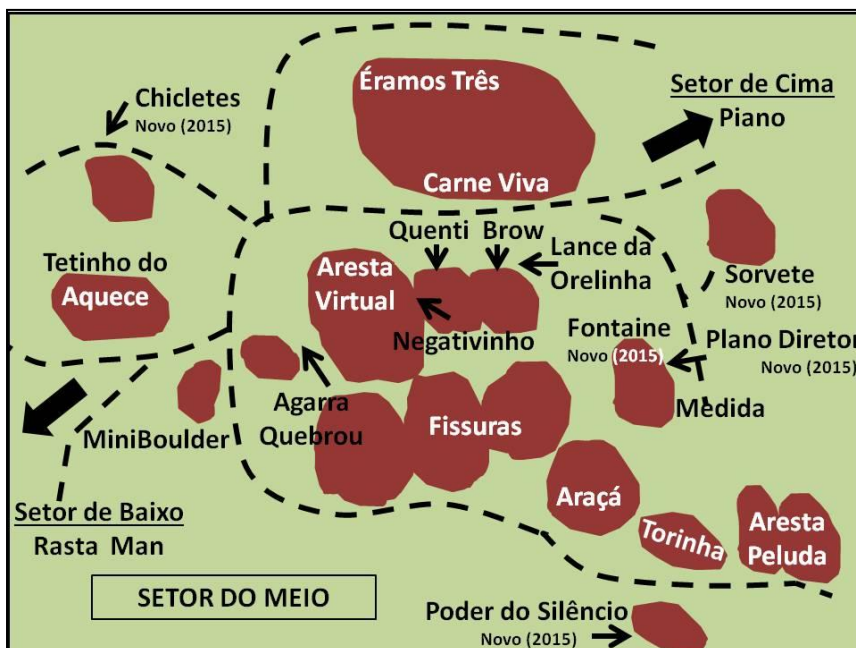 Éramos Três
Carne Viva
Setor de Cima
Piano
Chicletes
Novo (2015)
Tetinho do
Aquece
Quenti
Brow
Lance da
Orelinha
Aresta
Virtual
Negativinho
Sorvete
Novo (2015)
Fontaine
Novo (2015)
Plano Diretor
Novo (2015)
Medida
MiniBoulder
Agarra
Quebrou
Fissuras
Araçá
Torinha
Aresta
Peluda
Setor de Baixo
Rasta Man
SETOR DO MEIO
Poder do Silêncio
Novo (2015)